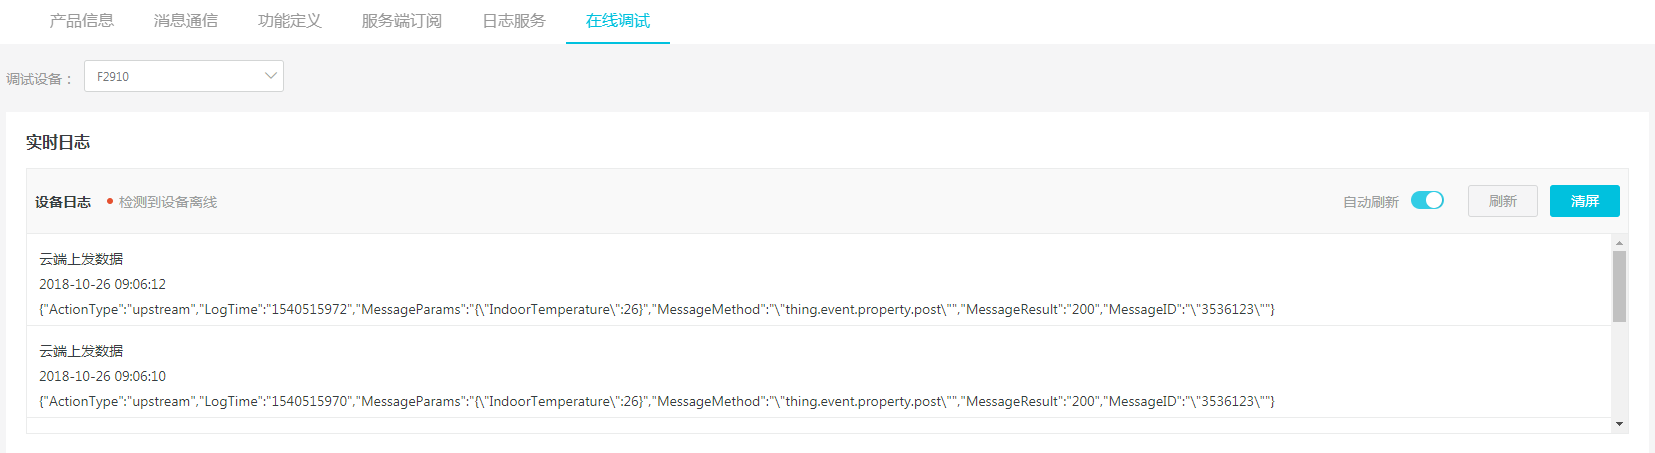 产品信息 消息通信 功能定义 服务端订阅 日志服务 在线调试
调试设备： F2910
实时日志
设备日志 检测到设备离线 自动刷新 刷新 清屏
云端上发数据
2018-10-26 09:06:12
{"ActionType":"upstream","LogTime":"1540515972","MessageParams":"{\"IndoorTemperature\":26}","MessageMethod":"\"thing.event.property.post\"","MessageResult":"200","MessageID":"\"3536123\""}
云端上发数据
2018-10-26 09:06:10
{"ActionType":"upstream","LogTime":"1540515970","MessageParams":"{\"IndoorTemperature\":26}","MessageMethod":"\"thing.event.property.post\"","MessageResult":"200","MessageID":"\"3536123\""}